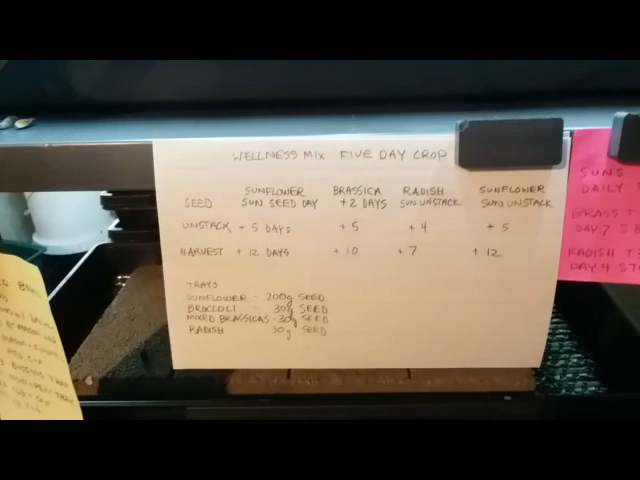 WELLNESS MIX FIVE DAY CROP
SUNFLOWER BRASSICA RADISH SUNFLOWER
SEED SUN SEED DAY +2 DAYS SUN UNSTACK SUN UNSTACK
UNSTACK + 5 DAYS + 5 + 4 + 5
HARVEST + 12 DAYS + 10 + 7 + 12
TRAYS
SUNFLOWER - 200g SEED
BROCCOLI - 30g SEED
MIXED BRASSICAS - 30g SEED
RADISH 30g SEED
SUNS
DAILY
BRASS
DAY 7
RADISH
DAY 4